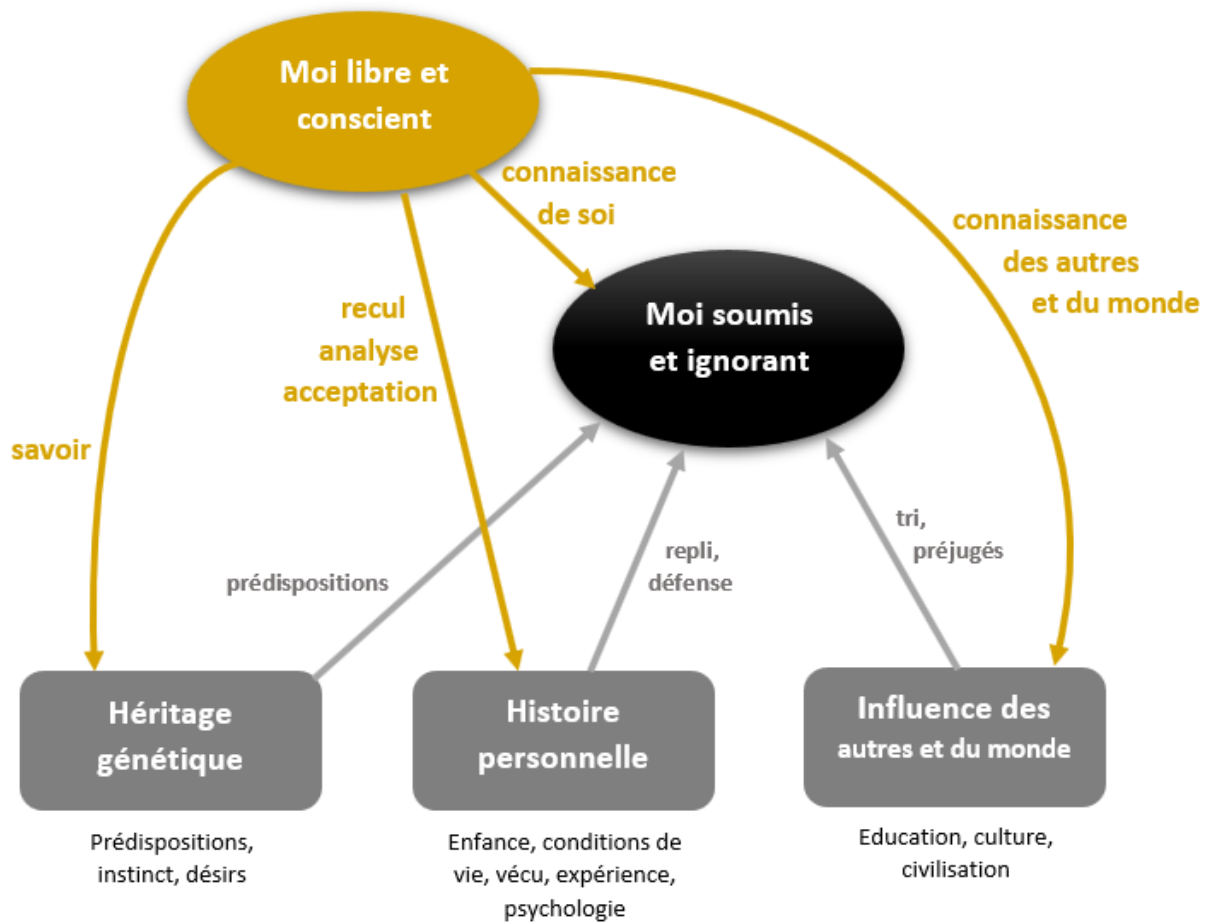 Moi libre et
conscient
connaissance
de soi
connaissance
des autres
et du monde
recul
analyse
acceptation
Moi soumis
et ignorant
savoir
tri,
préjugés
repli,
défense
prédispositions
Héritage
génétique
Histoire
personnelle
Influence des
autres et du monde
Prédispositions,
instinct, désirs
Enfance, conditions de
vie, vécu, expérience,
psychologie
Education, culture,
civilisation